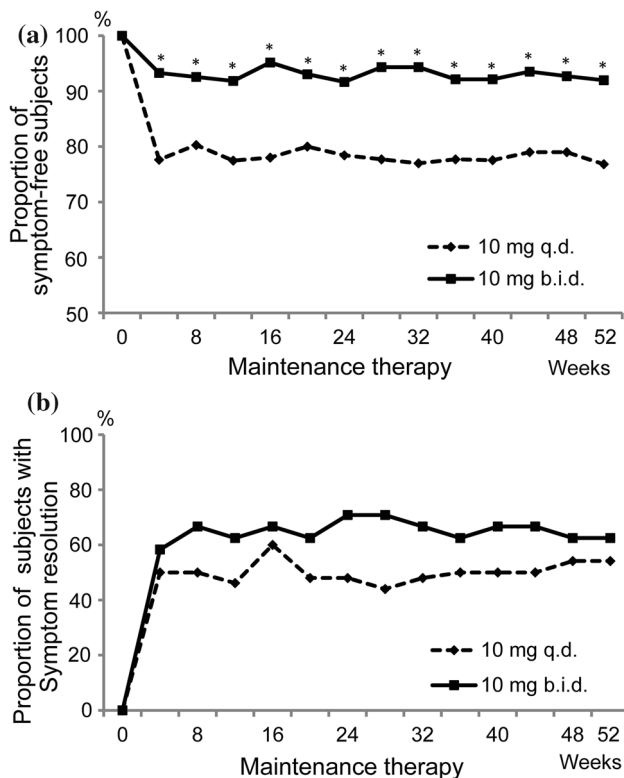 (a)
%
Proportion of
symptom-free subjects
100
90
80
70
60
50
* * * * * * * * * * * * *
10 mg q.d.
10 mg b.i.d.
0 8 16 24 32 40 48 52
Maintenance therapy Weeks
(b)
%
Proportion of subjects with
Symptom resolution
100
80
60
40
20
0
10 mg q.d.
10 mg b.i.d.
0 8 16 24 32 40 48 52
Maintenance therapy Weeks